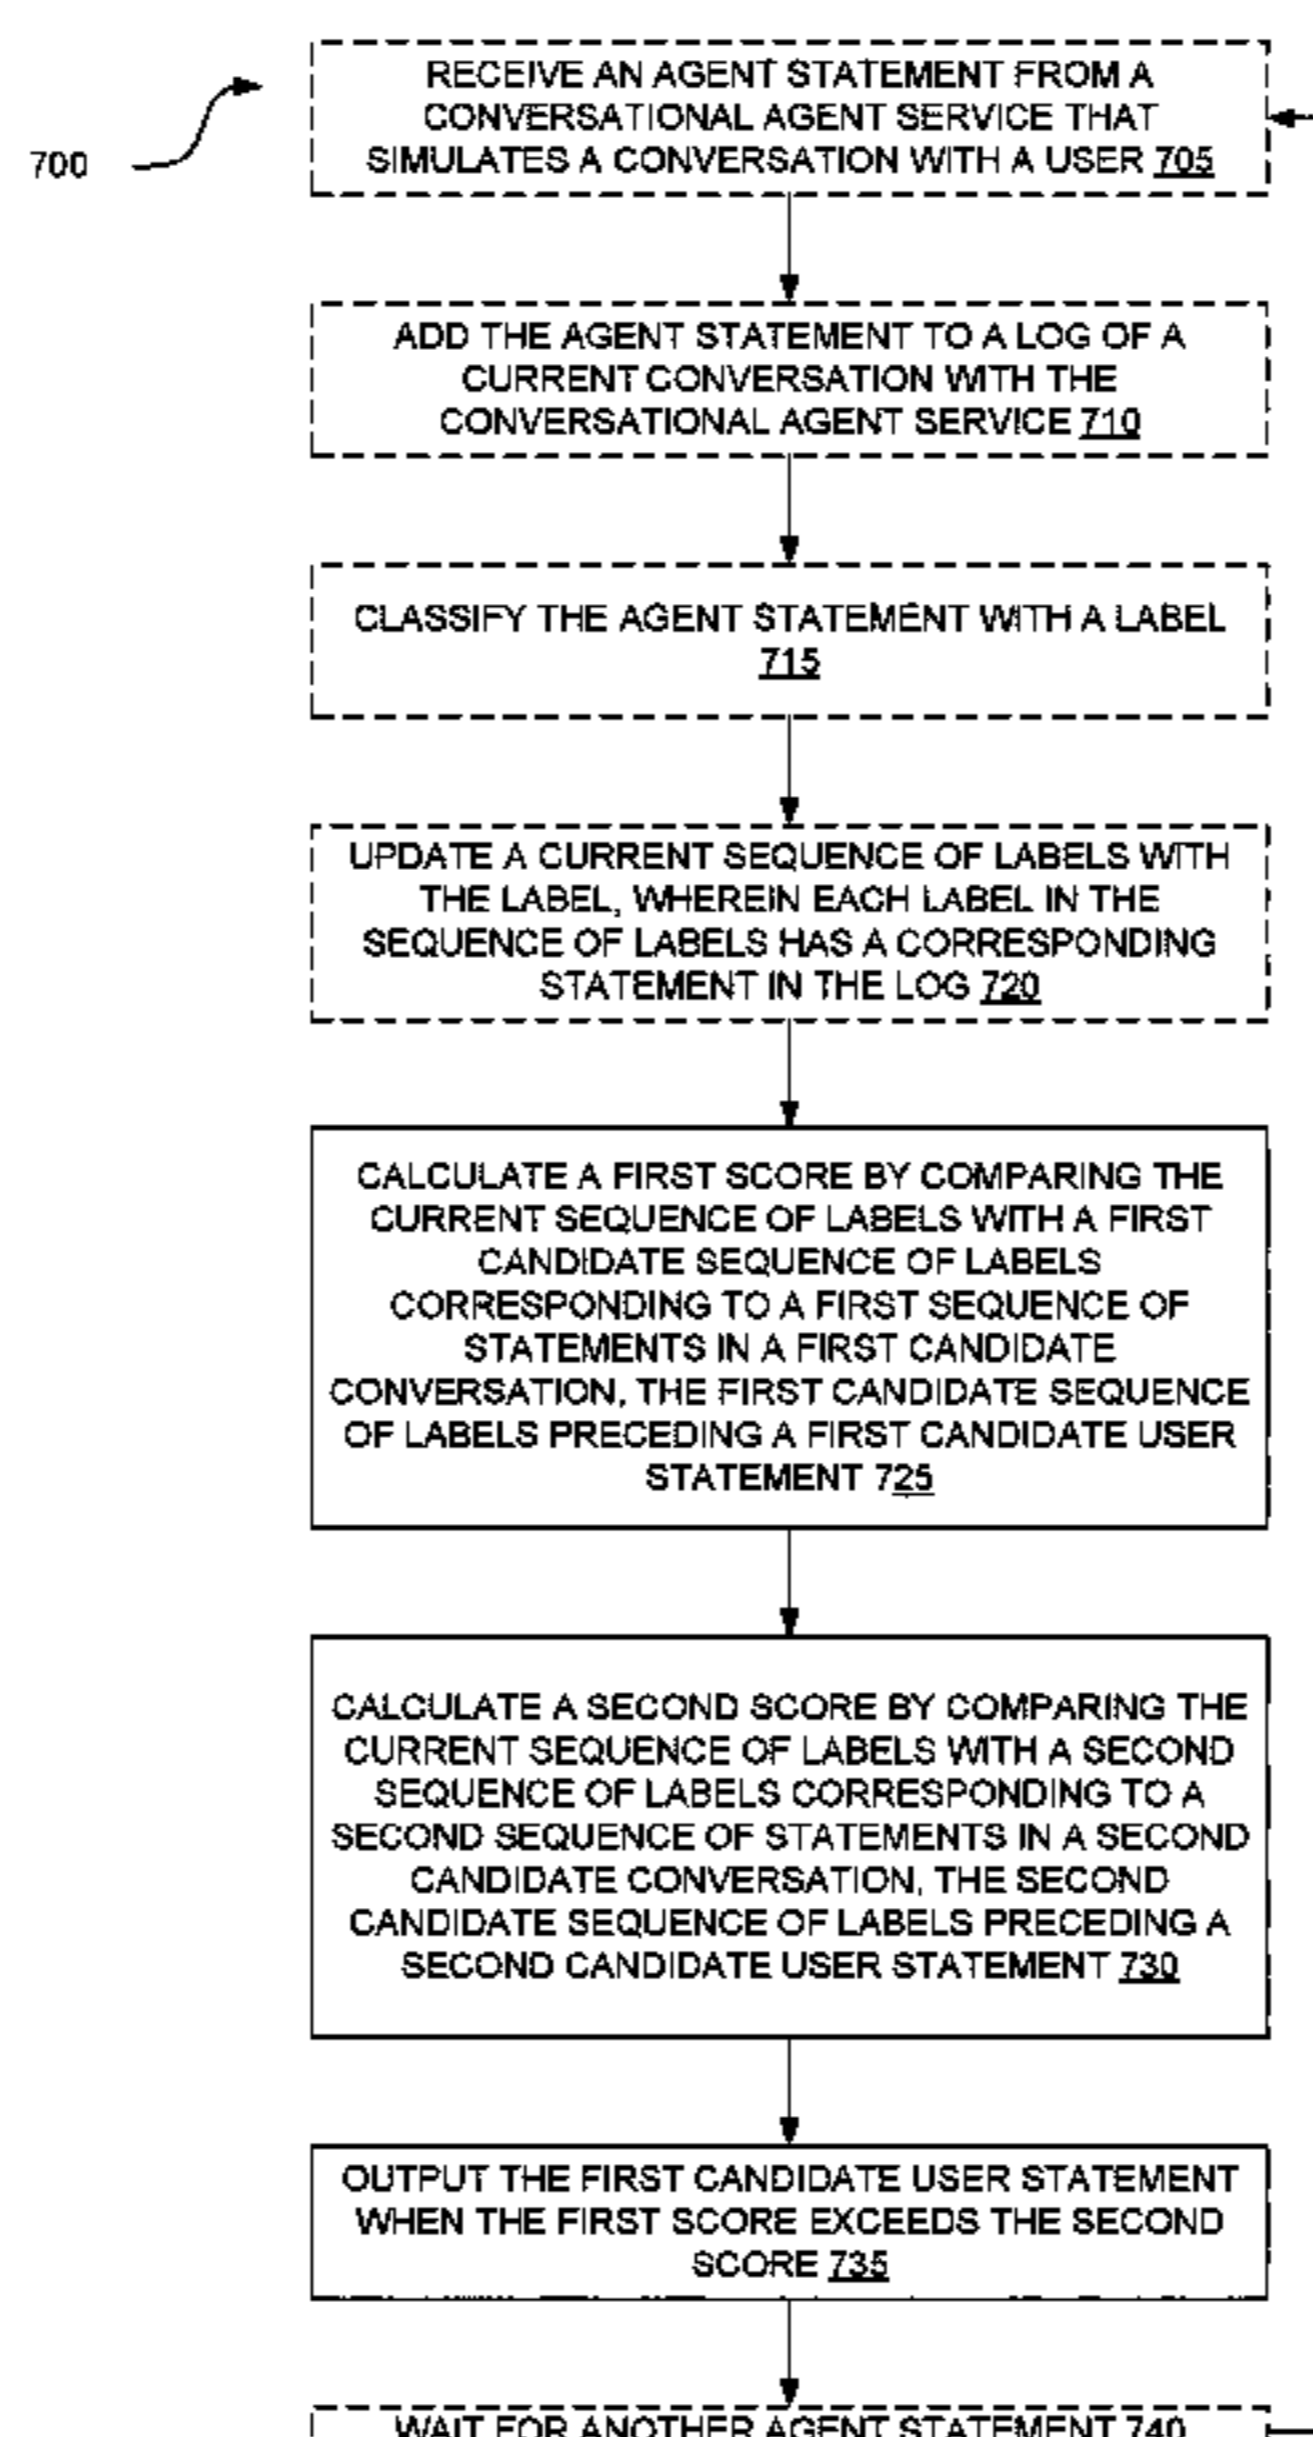 RECEIVE AN AGENT STATEMENT FROM A
CONVERSATIONAL AGENT SERVICE THAT
SIMULATES A CONVERSATION WITH A USER 705
700
ADD THE AGENT STATEMENT TO A LOG OF A
CURRENT CONVERSATION WITH THE
CONVERSATIONAL AGENT SERVICE 710
CLASSIFY THE AGENT STATEMENT WITH A LABEL
715
UPDATE A CURRENT SEQUENCE OF LABELS WITH
THE LABEL, WHEREIN EACH LABEL IN THE
SEQUENCE OF LABELS HAS A CORRESPONDING
STATEMENT IN THE LOG 720
CALCULATE A FIRST SCORE BY COMPARING THE
CURRENT SEQUENCE OF LABELS WITH A FIRST
CANDIDATE SEQUENCE OF LABELS
CORRESPONDING TO A FIRST SEQUENCE OF
STATEMENTS IN A FIRST CANDIDATE
CONVERSATION, THE FIRST CANDIDATE SEQUENCE
OF LABELS PRECEDING A FIRST CANDIDATE USER
STATEMENT 725
CALCULATE A SECOND SCORE BY COMPARING THE
CURRENT SEQUENCE OF LABELS WITH A SECOND
SEQUENCE OF LABELS CORRESPONDING TO A
SECOND SEQUENCE OF STATEMENTS IN A SECOND
CANDIDATE CONVERSATION, THE SECOND
CANDIDATE SEQUENCE OF LABELS PRECEDING A
SECOND CANDIDATE USER STATEMENT 730
OUTPUT THE FIRST CANDIDATE USER STATEMENT
WHEN THE FIRST SCORE EXCEEDS THE SECOND
SCORE 735
WAIT FOR ANOTHER AGENT STATEMENT 740